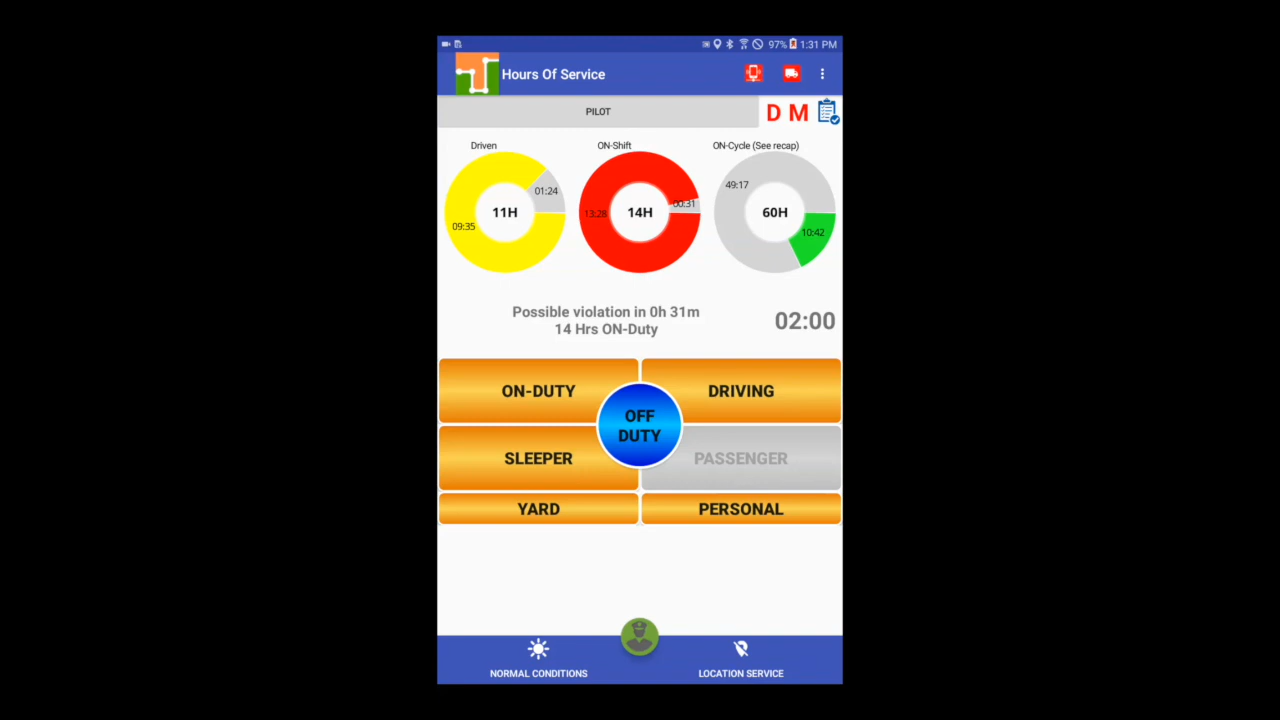 97% 1:31 PM
Hours Of Service
PILOT
D M
Driven
ON-Shift
ON-Cycle (See recap)
01:24
11H
09:35
00:31
13:28
14H
49:17
60H
10:42
Possible violation in 0h 31m
14 Hrs ON-Duty
02:00
ON-DUTY
DRIVING
OFF
DUTY
SLEEPER
PASSENGER
YARD
PERSONAL
NORMAL CONDITIONS
LOCATION SERVICE